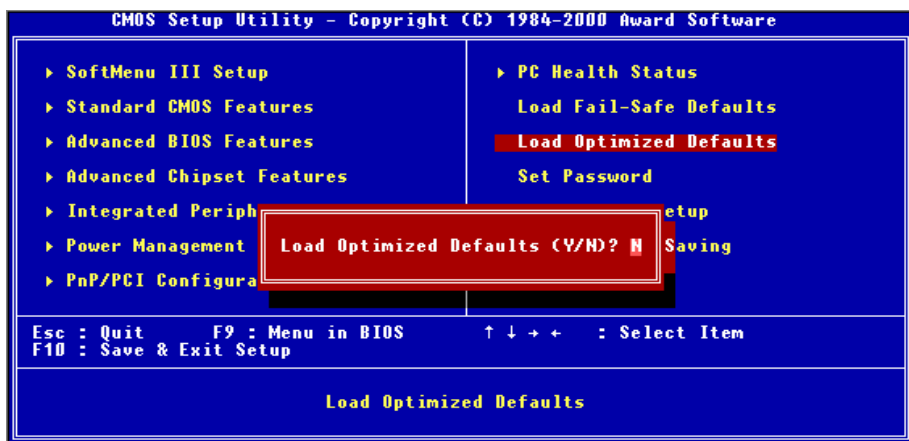 CMOS Setup Utility - Copyright (C) 1984-2000 Award Software
▸ SoftMenu III Setup
▸ Standard CMOS Features
▸ Advanced BIOS Features
▸ Advanced Chipset Features
▸ Integrated Periph
▸ Power Management
▸ PnP/PCI Configura
▸ PC Health Status
Load Fail-Safe Defaults
Load Optimized Defaults
Set Password
etup
Saving
Load Optimized Defaults (Y/N)? N
Esc : Quit F9 : Menu in BIOS ↑ ↓ → ← : Select Item
F10 : Save & Exit Setup
Load Optimized Defaults